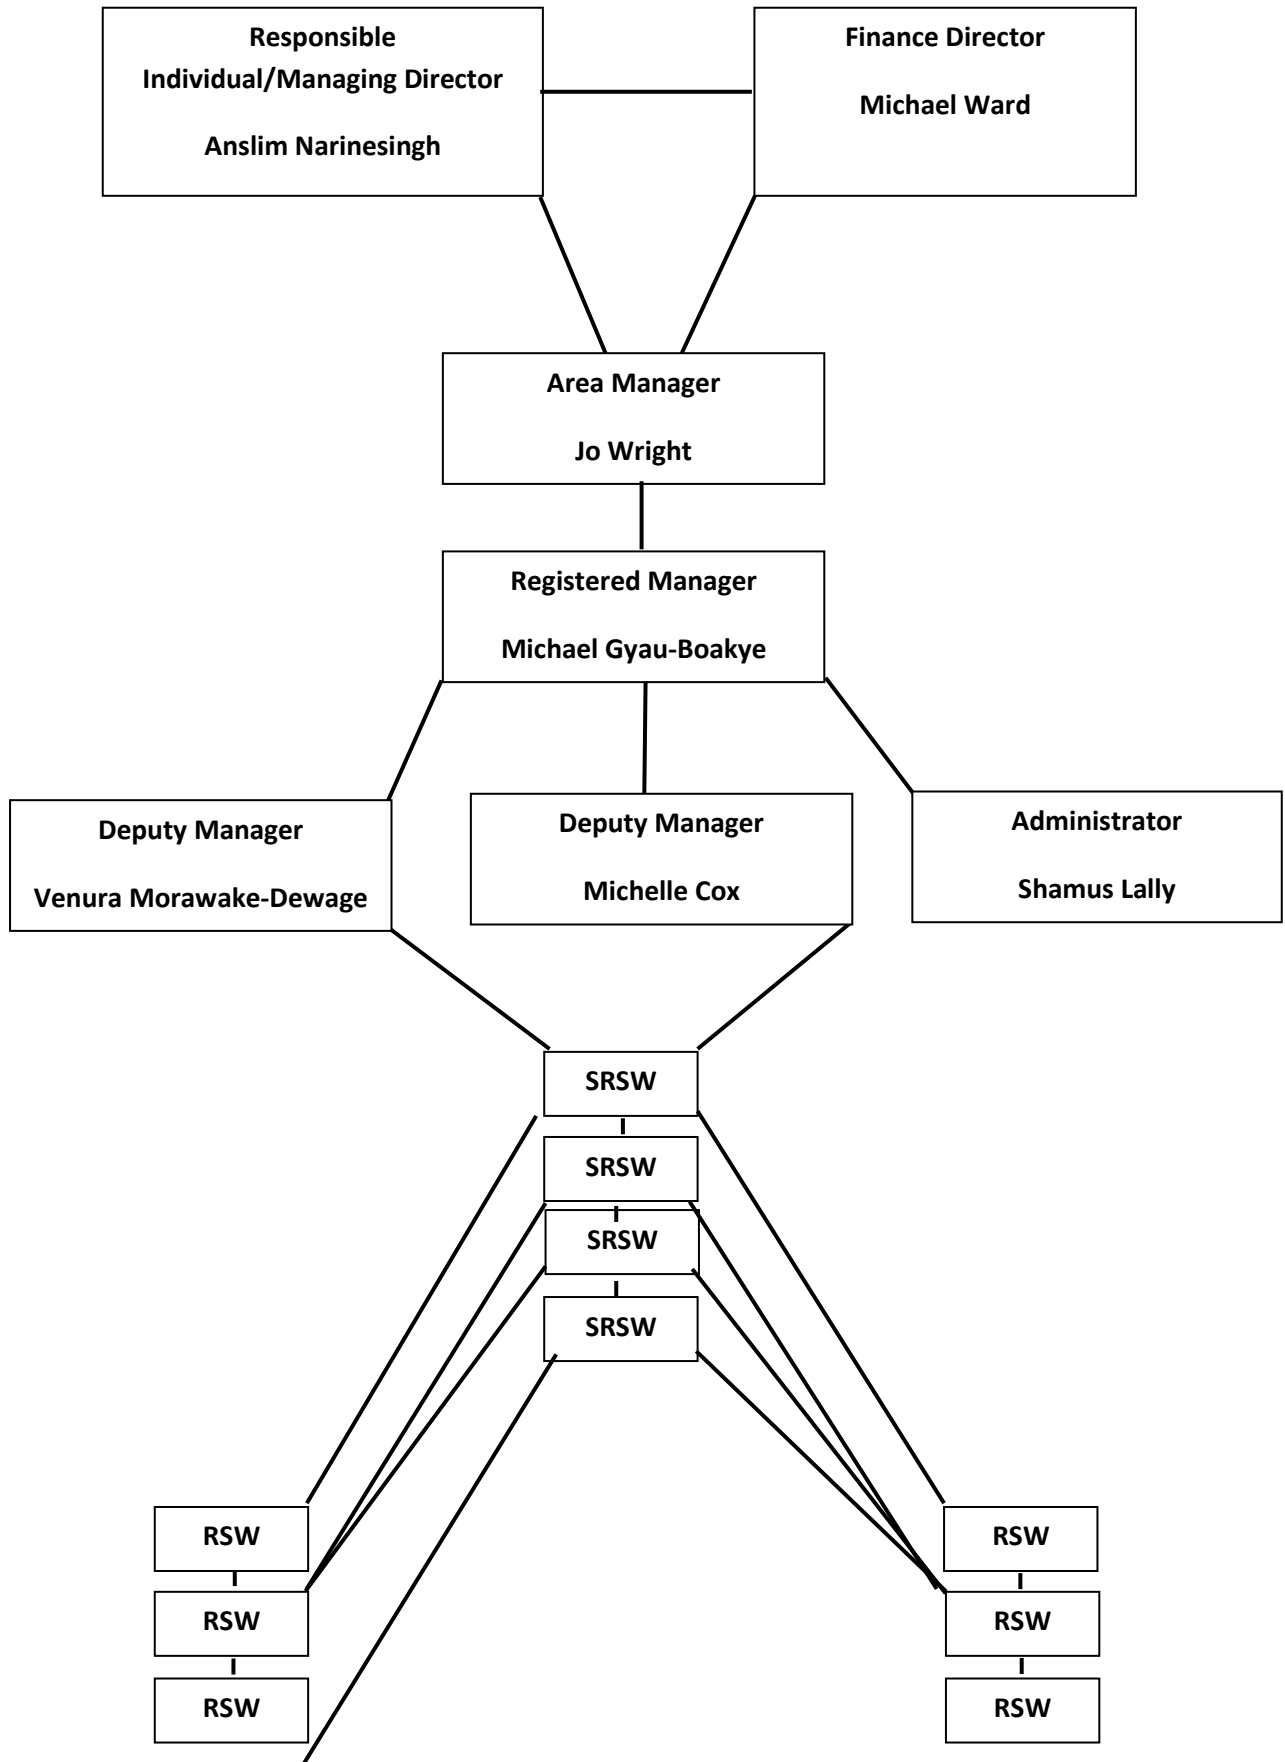 Responsible
Individual/Managing Director
Anslim Narinesingh
Finance Director
Michael Ward
Area Manager
Jo Wright
Registered Manager
Michael Gyau-Boakye
Deputy Manager
Venura Morawake-Dewage
Deputy Manager
Michelle Cox
Administrator
Shamus Lally
SRSW
SRSW
SRSW
SRSW
RSW
RSW
RSW
RSW
RSW
RSW